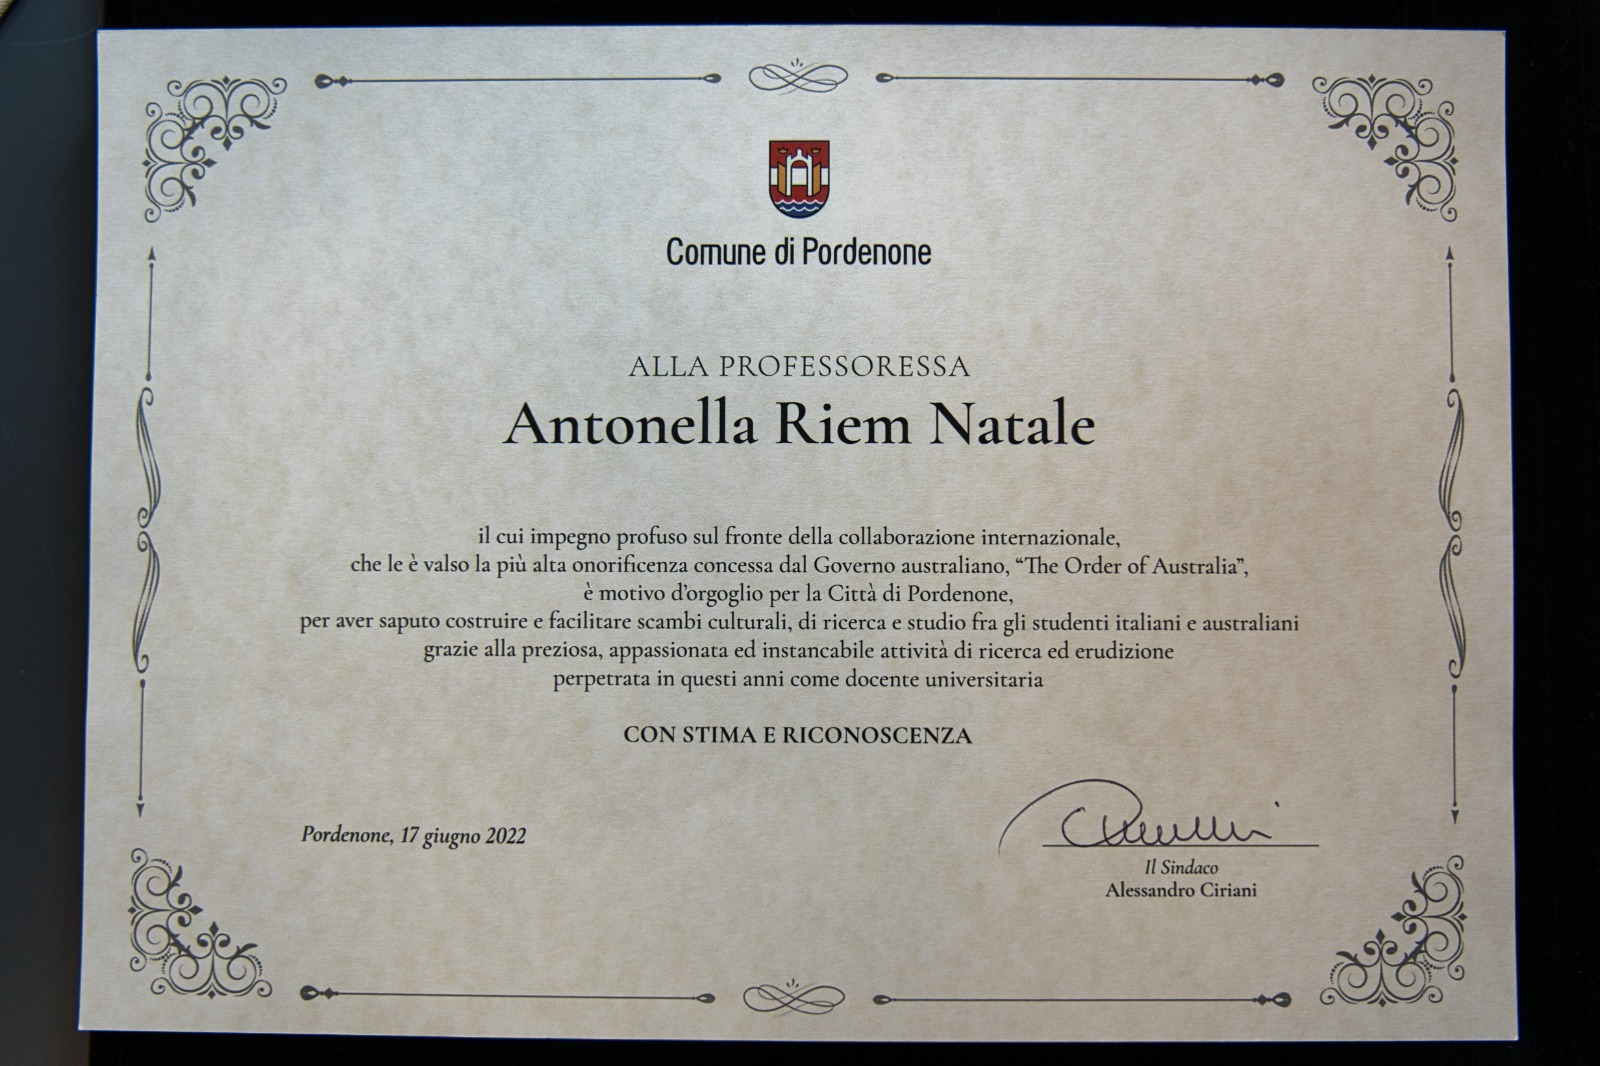 Comune di Pordenone
ALLA PROFESSORESSA
Antonella Riem Natale
il cui impegno profuso sul fronte della collaborazione internazionale,
che le è valso la più alta onorificenza concessa dal Governo australiano, “The Order of Australia”,
è motivo d’orgoglio per la Città di Pordenone,
per aver saputo costruire e facilitare scambi culturali, di ricerca e studio fra gli studenti italiani e australiani
grazie alla preziosa, appassionata ed instancabile attività di ricerca ed erudizione
perpetrata in questi anni come docente universitaria
CON STIMA E RICONOSCENZA
Pordenone, 17 giugno 2022
Il Sindaco
Alessandro Ciriani